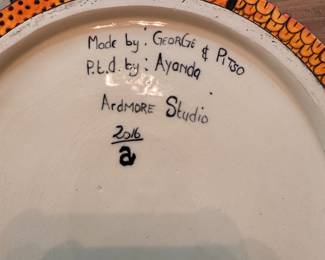 Made by: GeorGe & Pitso
P.t.d. by: Ayanda
Ardmore Studio
2016
a